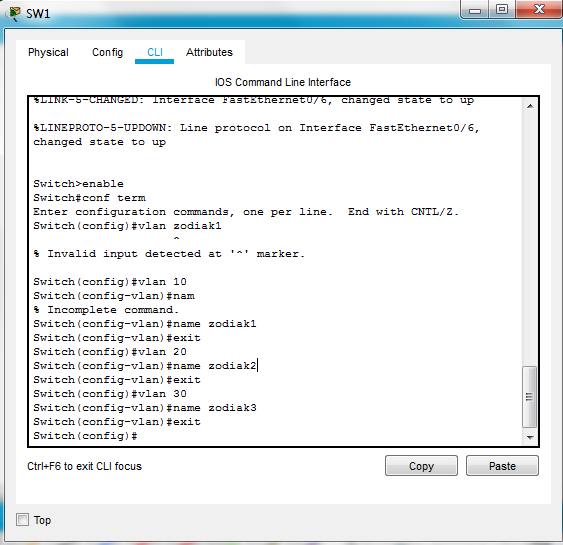 SW1
Physical Config CLI Attributes
IOS Command Line Interface
%LINK-5-CHANGED: Interface FastEthernet0/6, changed state to up
%LINEPROTO-5-UPDOWN: Line protocol on Interface FastEthernet0/6,
changed state to up
Switch>enable
Switch#conf term
Enter configuration commands, one per line.  End with CNTL/Z.
Switch(config)#vlan zodiak1
^
% Invalid input detected at '^' marker.
Switch(config)#vlan 10
Switch(config-vlan)#nam
% Incomplete command.
Switch(config-vlan)#name zodiak1
Switch(config-vlan)#exit
Switch(config)#vlan 20
Switch(config-vlan)#name zodiak2
Switch(config-vlan)#exit
Switch(config)#vlan 30
Switch(config-vlan)#name zodiak3
Switch(config-vlan)#exit
Switch(config)#
Ctrl+F6 to exit CLI focus
Copy Paste
Top